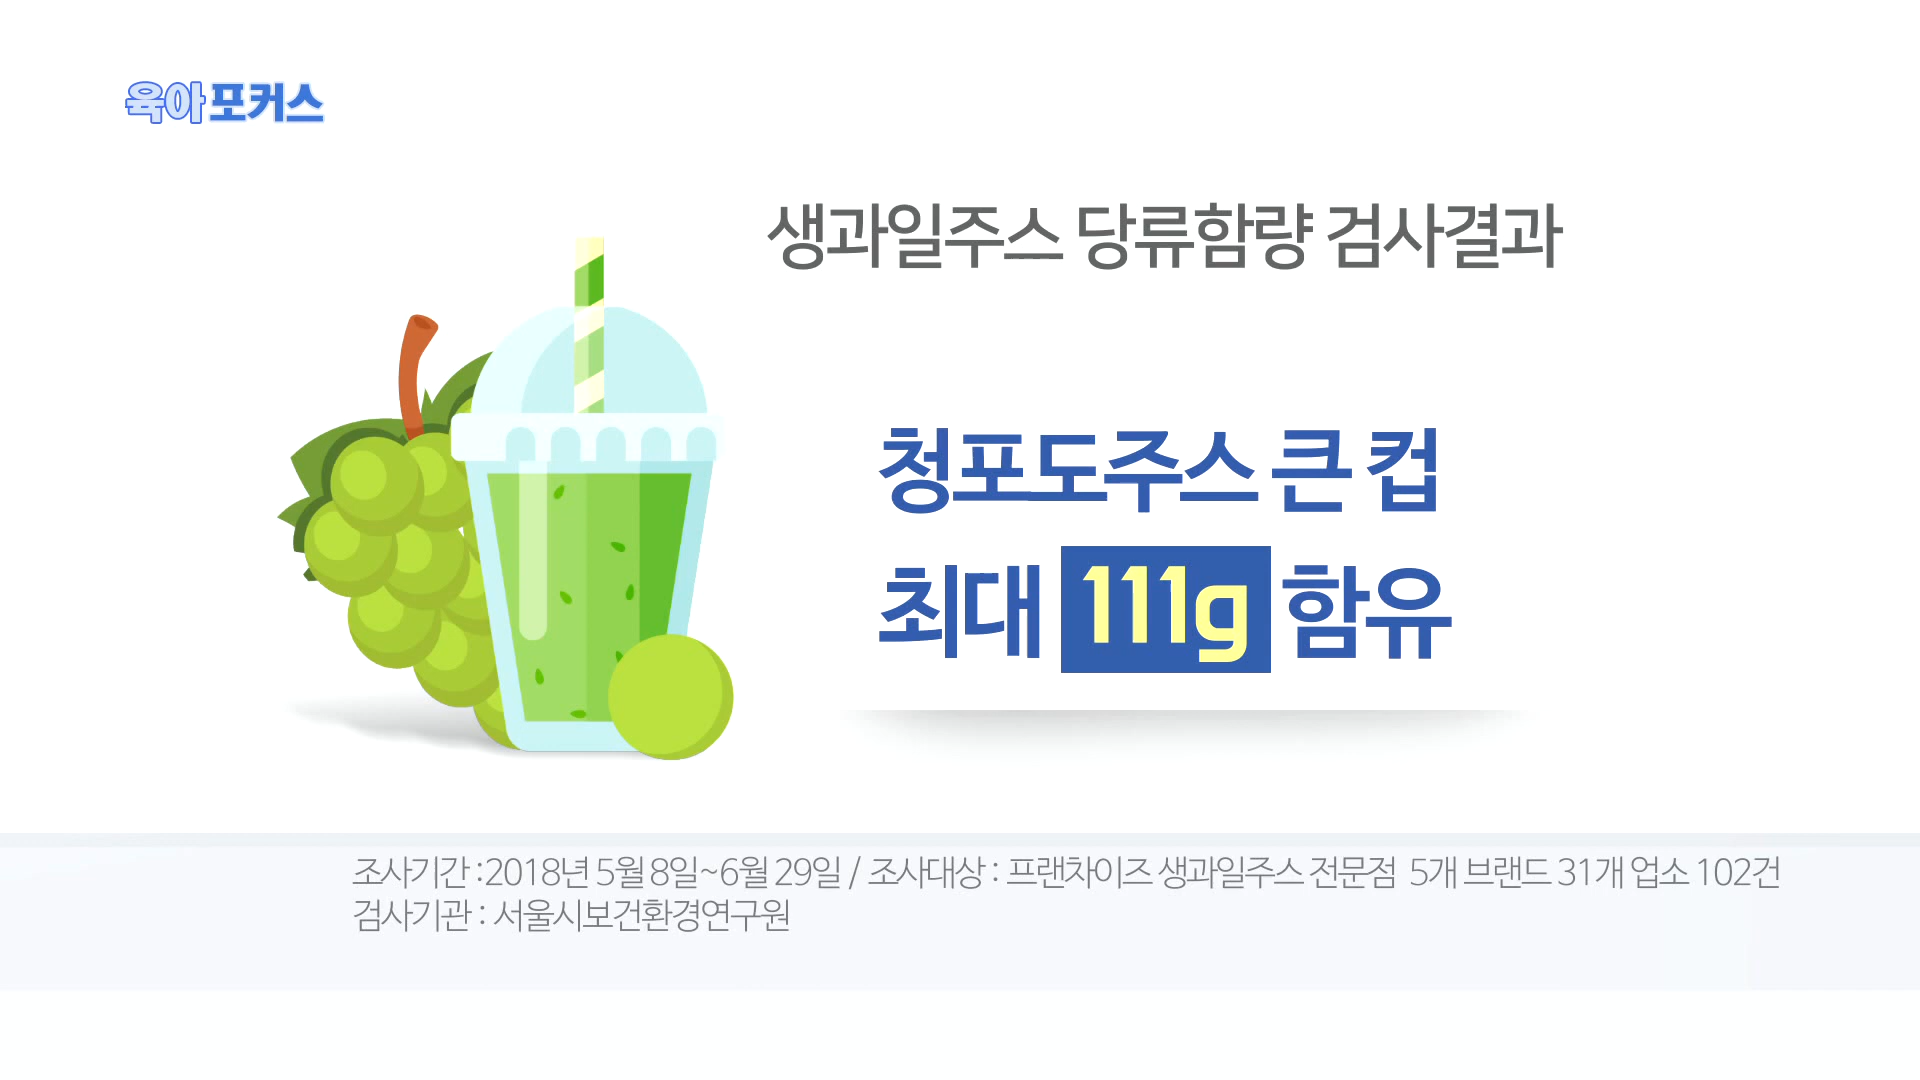 육아포커스
생과일주스 당류함량 검사결과
청포도주스 큰 컵
최대 111g 함유
조사기간 :2018년 5월 8일~6월 29일 / 조사대상 : 프랜차이즈 생과일주스 전문점 5개 브랜드 31개 업소 102건
검사기관 : 서울시보건환경연구원